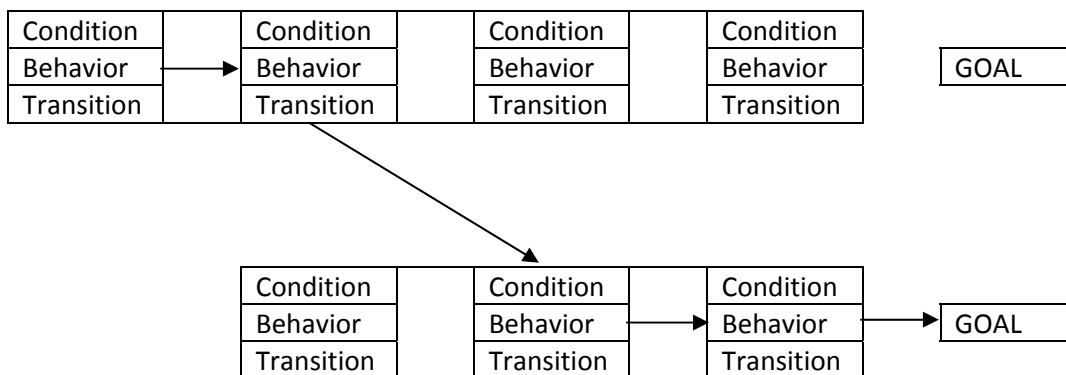 Condition Condition Condition Condition
Behavior Behavior Behavior Behavior GOAL
Transition Transition Transition Transition
Condition Condition Condition
Behavior Behavior Behavior GOAL
Transition Transition Transition